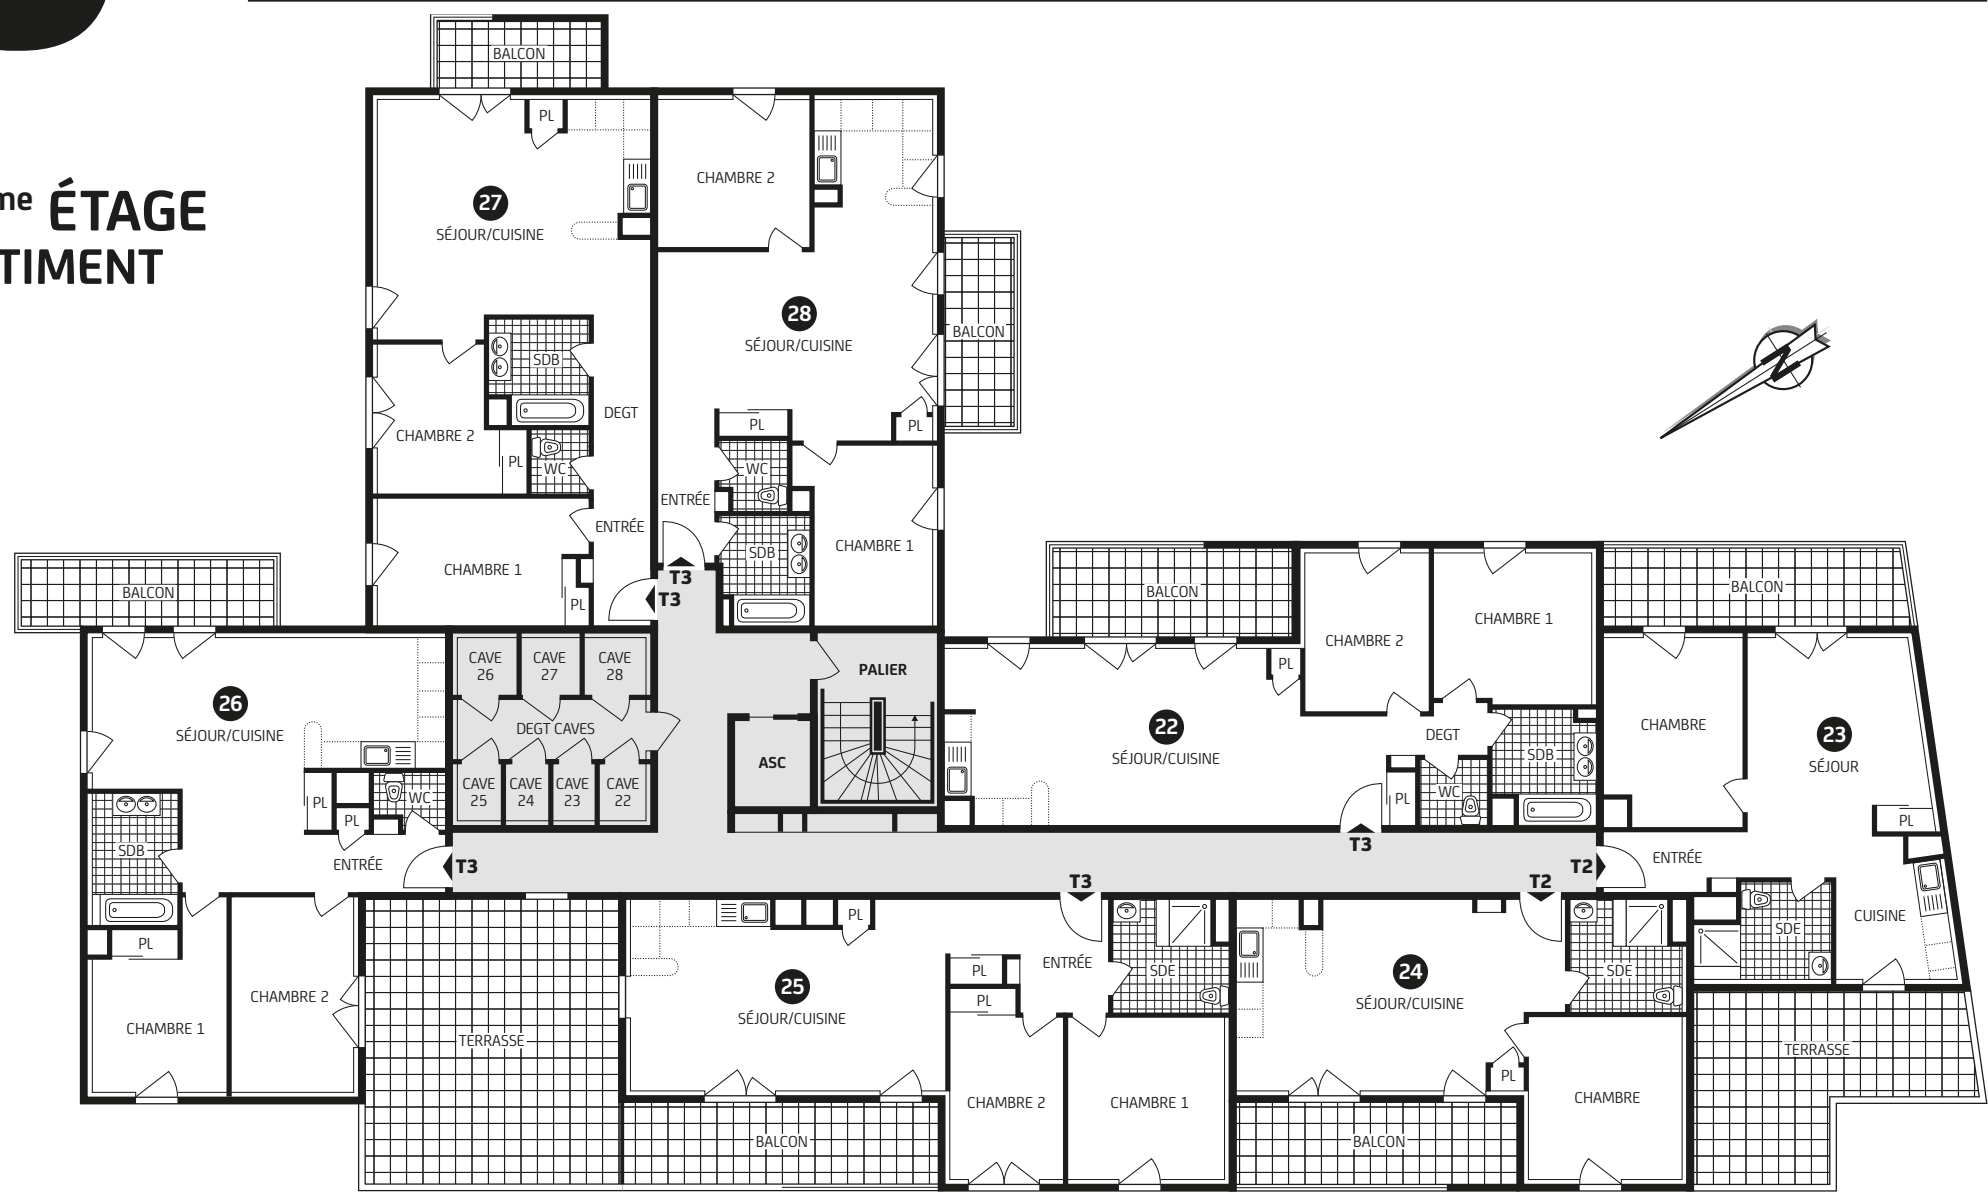 me ÉTAGE
TIMENT
BALCON
PL
27
SÉJOUR/CUISINE
SDB
DEGT
CHAMBRE 2
PL
WC
ENTRÉE
CHAMBRE 1
PL
T3
CHAMBRE 2
28
SÉJOUR/CUISINE
BALCON
PL
PL
WC
ENTRÉE
SDB
CHAMBRE 1
T3
N
BALCON
26
SÉJOUR/CUISINE
PL
PL
WC
SDB
ENTRÉE
T3
PL
CHAMBRE 1
CHAMBRE 2
CAVE
26
CAVE
27
CAVE
28
DEGT CAVES
CAVE
25
CAVE
24
CAVE
23
CAVE
22
PALIER
ASC
BALCON
PL
CHAMBRE 2
CHAMBRE 1
22
SÉJOUR/CUISINE
DEGT
SDB
PL
WC
T3
BALCON
CHAMBRE
23
SÉJOUR
PL
T2
ENTRÉE
SDE
CUISINE
TERRASSE
TERRASSE
T3
PL
25
SÉJOUR/CUISINE
ENTRÉE
PL
PL
SDE
CHAMBRE 2
CHAMBRE 1
BALCON
T2
24
SÉJOUR/CUISINE
SDE
PL
CHAMBRE
BALCON